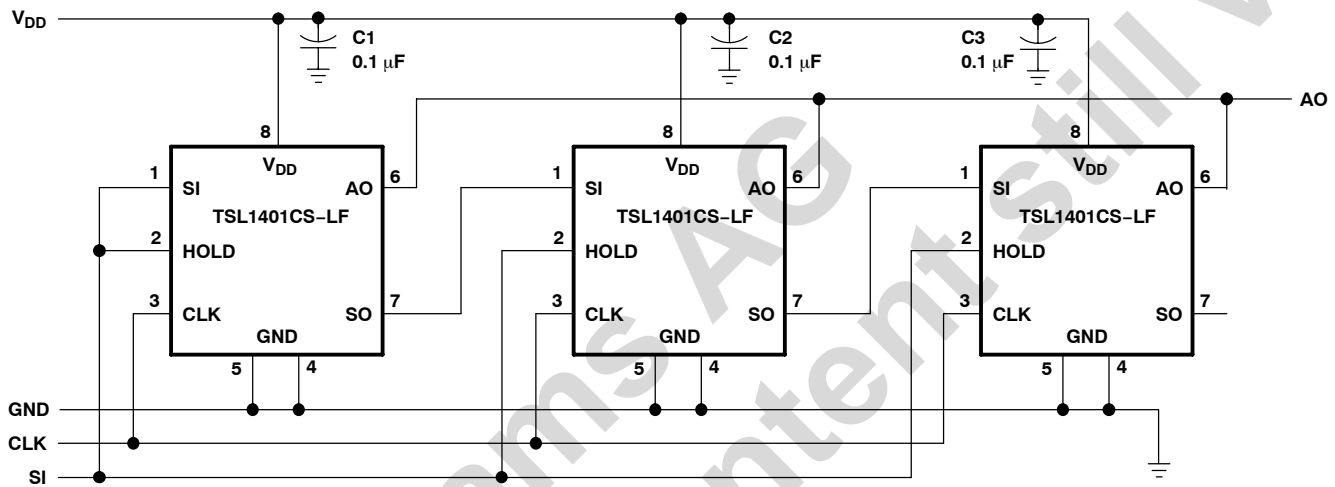 VDD
C1
0.1 μF
C2
0.1 μF
C3
0.1 μF
AO
8
VDD
1
SI
AO
6
TSL1401CS–LF
2
HOLD
3
CLK
SO
7
GND
5
4
8
VDD
1
SI
AO
6
TSL1401CS–LF
2
HOLD
3
CLK
SO
7
GND
5
4
8
VDD
1
SI
AO
6
TSL1401CS–LF
2
HOLD
3
CLK
SO
7
GND
5
4
GND
CLK
SI
ams AG
still